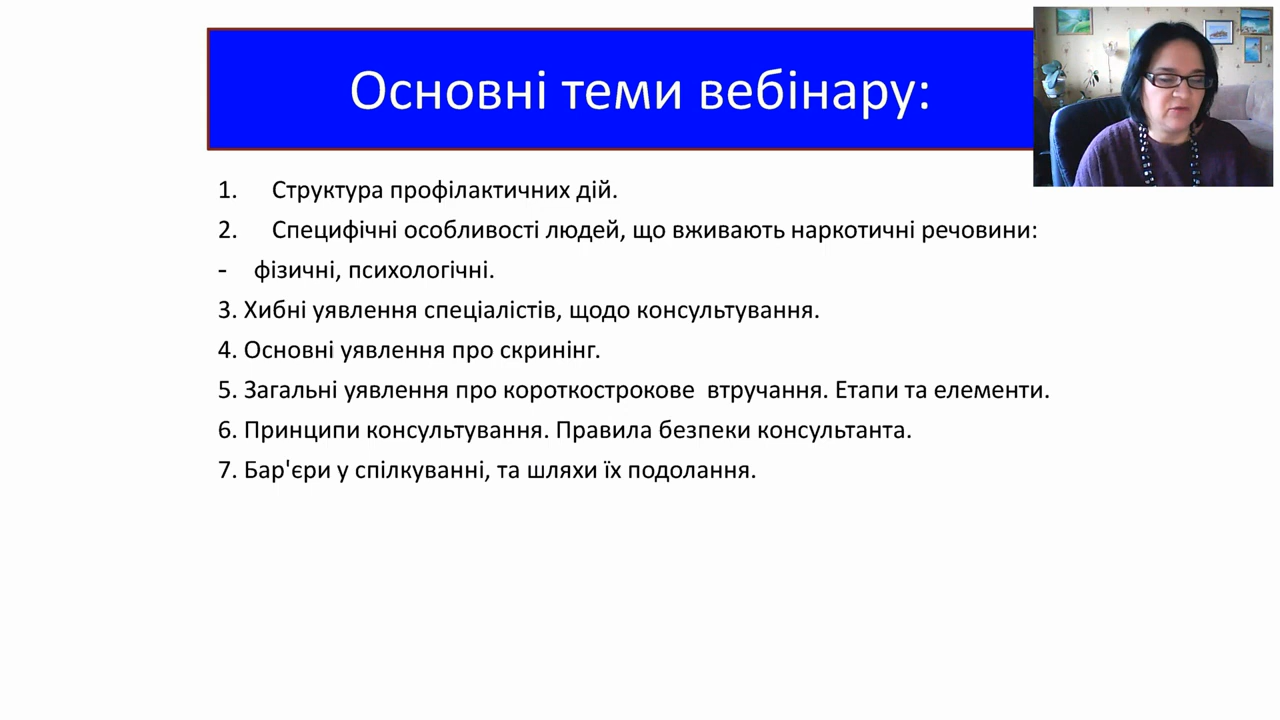 Основні теми вебінару:
1. Структура профілактичних дій.
2. Специфічні особливості людей, що вживають наркотичні речовини:
- фізичні, психологічні.
3. Хибні уявлення спеціалістів, щодо консультування.
4. Основні уявлення про скринінг.
5. Загальні уявлення про короткострокове втручання. Етапи та елементи.
6. Принципи консультування. Правила безпеки консультанта.
7. Бар'єри у спілкуванні, та шляхи їх подолання.